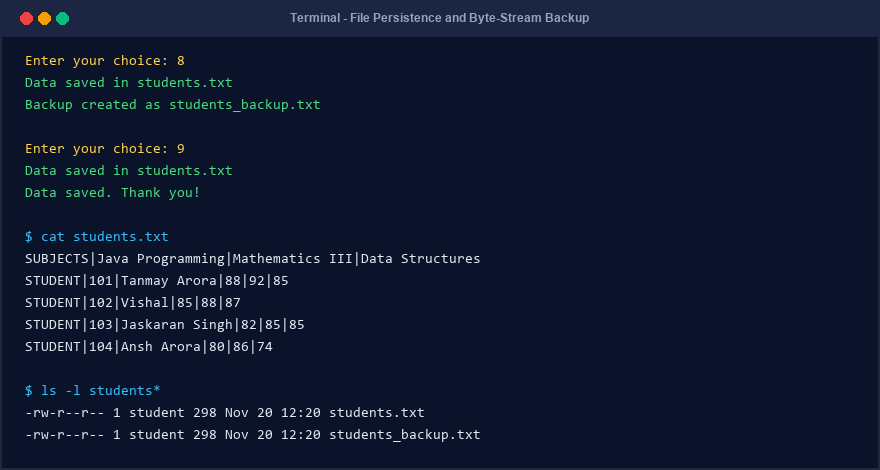 Terminal - File Persistence and Byte-Stream Backup
Enter your choice: 8
Data saved in students.txt
Backup created as students_backup.txt
Enter your choice: 9
Data saved in students.txt
Data saved. Thank you!
$ cat students.txt
SUBJECTS|Java Programming|Mathematics III|Data Structures
STUDENT|101|Tanmay Arora|88|92|85
STUDENT|102|Vishal|85|88|87
STUDENT|103|Jaskaran Singh|82|85|85
STUDENT|104|Ansh Arora|80|86|74
$ ls -l students*
-rw-r--r-- 1 student 298 Nov 20 12:20 students.txt
-rw-r--r-- 1 student 298 Nov 20 12:20 students_backup.txt